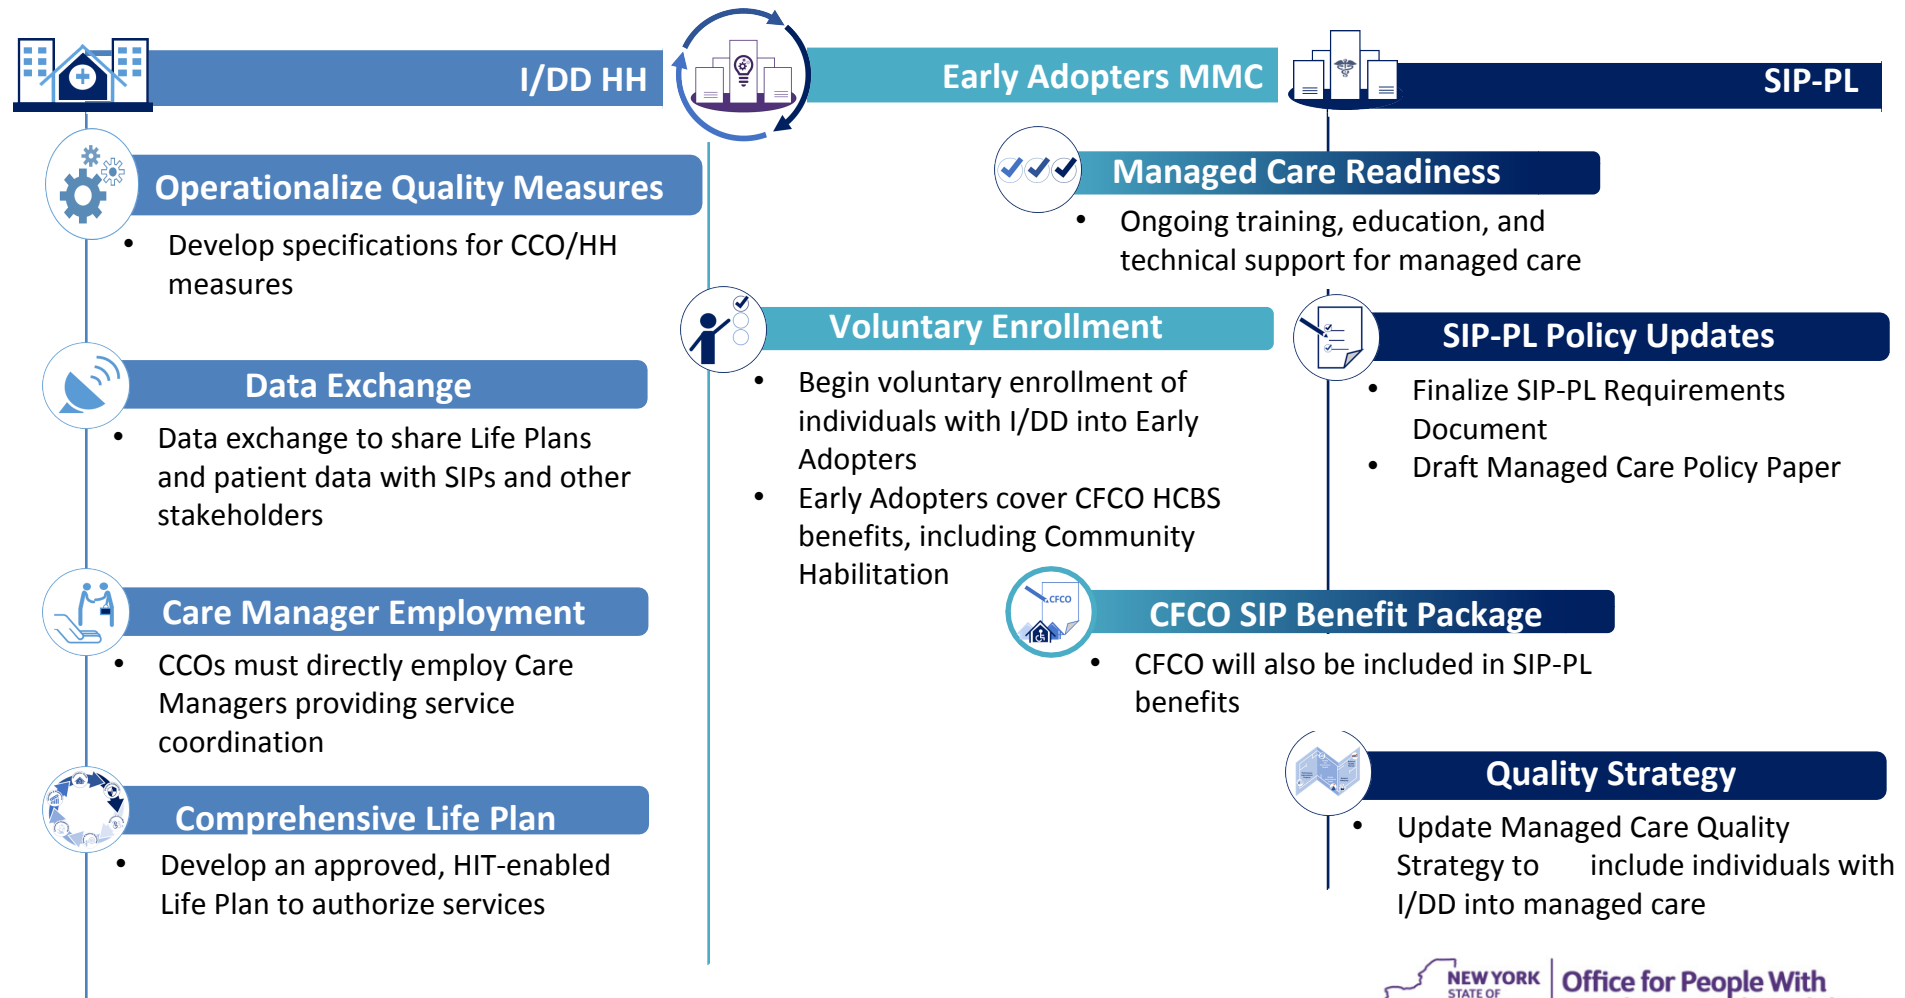 I/DD HH
Early Adopters MMC
SIP-PL
Operationalize Quality Measures
• Develop specifications for CCO/HH
measures
Data Exchange
• Data exchange to share Life Plans
and patient data with SIPs and other
stakeholders
Care Manager Employment
• CCOs must directly employ Care
Managers providing service
coordination
Comprehensive Life Plan
• Develop an approved, HIT-enabled
Life Plan to authorize services
Managed Care Readiness
• Ongoing training, education, and
technical support for managed care
Voluntary Enrollment
• Begin voluntary enrollment of
individuals with I/DD into Early
Adopters
• Early Adopters cover CFCO HCBS
benefits, including Community
Habilitation
SIP-PL Policy Updates
• Finalize SIP-PL Requirements
Document
• Draft Managed Care Policy Paper
CFCO
CFCO SIP Benefit Package
• CFCO will also be included in SIP-PL
benefits
Quality Strategy
• Update Managed Care Quality
Strategy to include individuals with
I/DD into managed care
NEW YORK
STATE OF
Office for People With